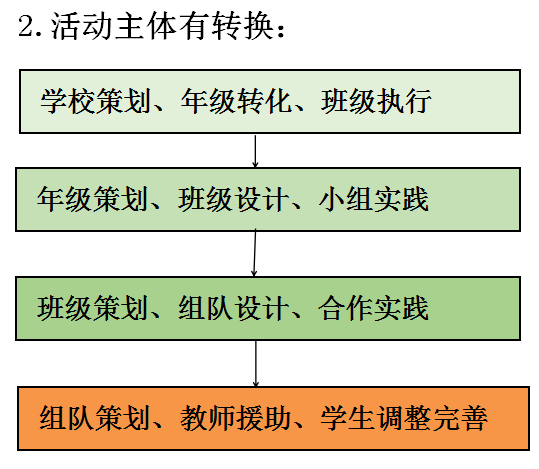 2.活动主体有转换：
学校策划、年级转化、班级执行
年级策划、班级设计、小组实践
班级策划、组队设计、合作实践
组队策划、教师援助、学生调整完善